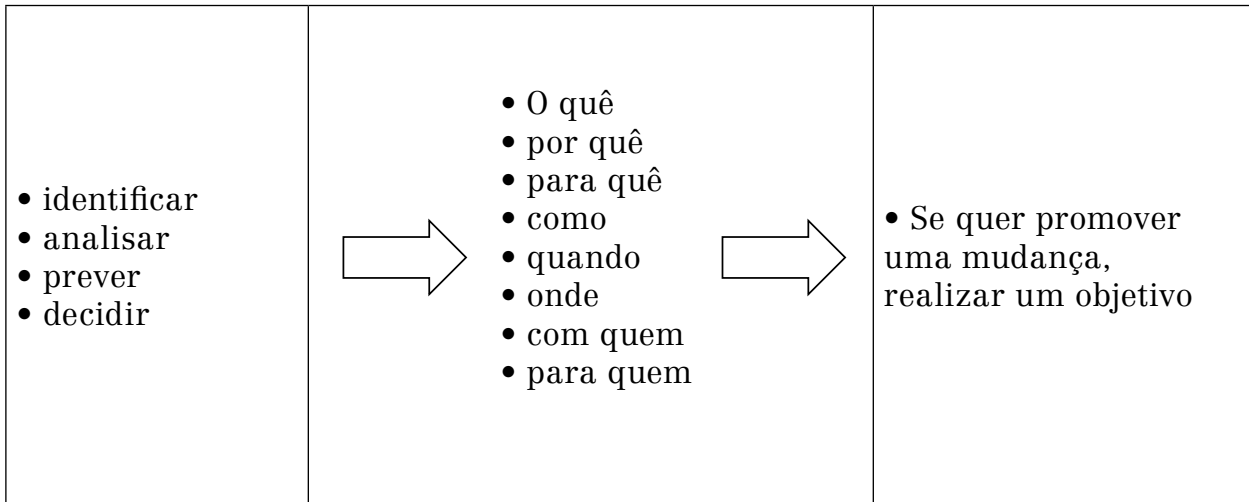 • identificar
• analisar
• prever
• decidir
• O quê
• por quê
• para quê
• como
• quando
• onde
• com quem
• para quem
• Se quer promover
uma mudança,
realizar um objetivo